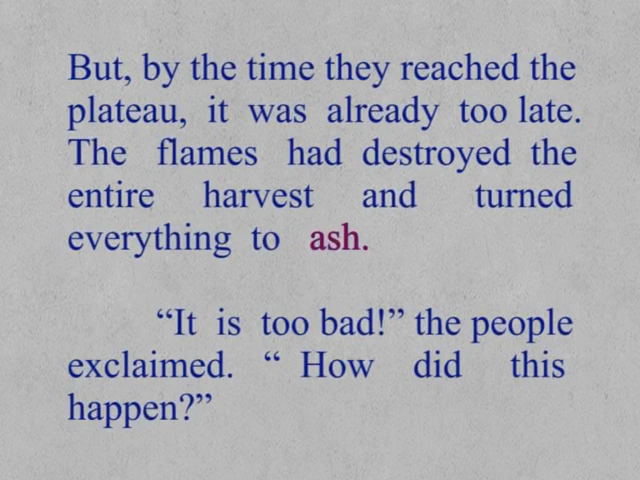 But, by the time they reached the
plateau, it was already too late.
The flames had destroyed the
entire harvest and turned
everything to ash.
“It is too bad!” the people
exclaimed. “ How did this
happen?”